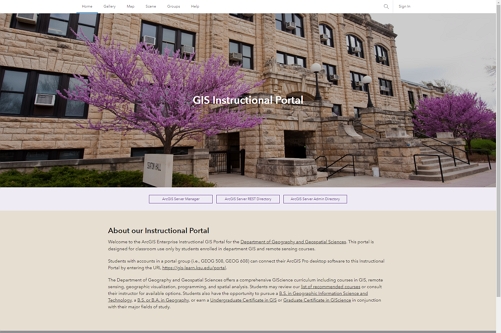 Home Gallery Map Scene Groups Help Sign In
GIS Instructional Portal
ArcGIS Server Manager ArcGIS Server REST Directory ArcGIS Server Admin Directory
About our Instructional Portal
Welcome to the ArcGIS Enterprise Instructional GIS Portal for the Department of Geography and Geospatial Sciences. This portal is
designed for classroom use only by students enrolled in department GIS and remote sensing courses.
Students with accounts in a portal group (i.e., GEOG 508, GEOG 608) can connect their ArcGIS Pro desktop software to this Instructional
Portal by entering the URL https://gis-learn.ksu.edu/portal.
The Department of Geography and Geospatial Sciences offers a comprehensive GIScience curriculum including courses in GIS, remote
sensing, geographic visualization, programming, and spatial analysis. Students may review our list of recommended courses or consult
their instructor for available options. Students also have the opportunity to pursue a B.S. in Geographic Information Science and
Technology, a B.S. or B.A. in Geography, or earn a Undergraduate Certificate in GIS or Graduate Certificate in GIScience in conjunction
with their major fields of study.